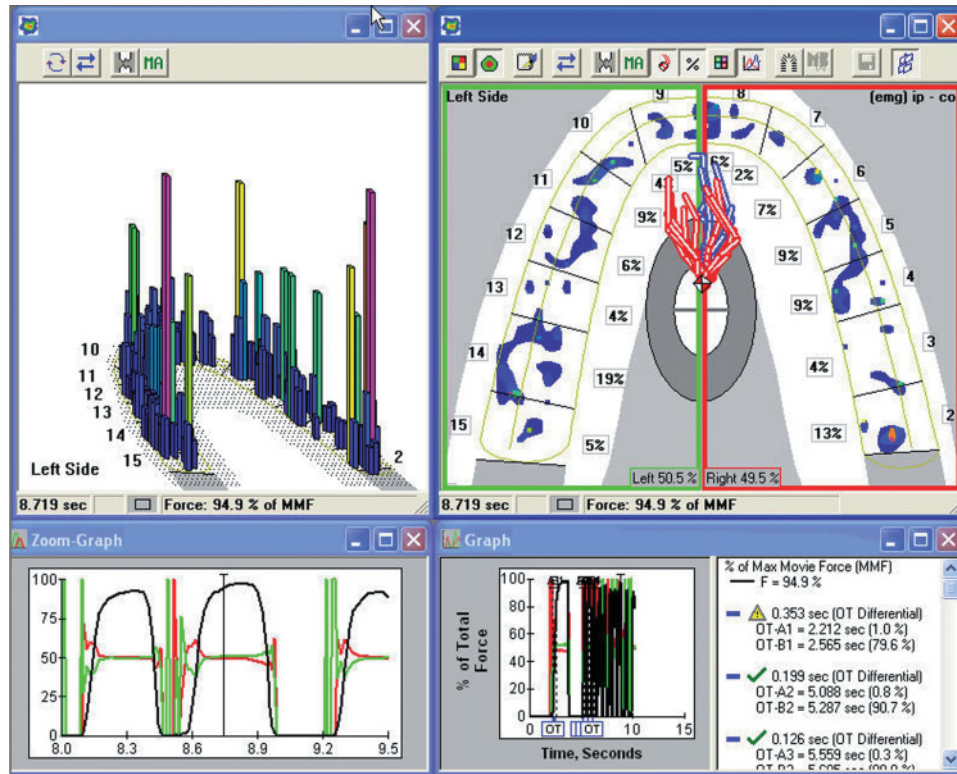 MA
10
11
12
13
14
15
2
Left Side
8.719 sec
Force: 94.9 % of MMF
MA
%
Left Side
(emg) ip - co
9
8
10
7
11
6
12
5
13
4
14
3
15
2
5%
6%
4%
2%
9%
7%
6%
9%
4%
9%
19%
4%
5%
13%
Left 50.5 %
Right 49.5 %
8.719 sec
Force: 94.9 % of MMF
Zoom-Graph
100
75
50
25
0
8.0
8.3
8.6
8.9
9.2
9.5
Graph
% of Total
Force
100
80
60
40
20
0
0
5
10
15
OT
OT
Time, Seconds
% of Max Movie Force (MMF)
F = 94.9 %
0.353 sec (OT Differential)
OT-A1 = 2.212 sec (1.0 %)
OT-B1 = 2.565 sec (79.6 %)
0.199 sec (OT Differential)
OT-A2 = 5.088 sec (0.8 %)
OT-B2 = 5.287 sec (90.7 %)
0.126 sec (OT Differential)
OT-A3 = 5.559 sec (0.3 %)